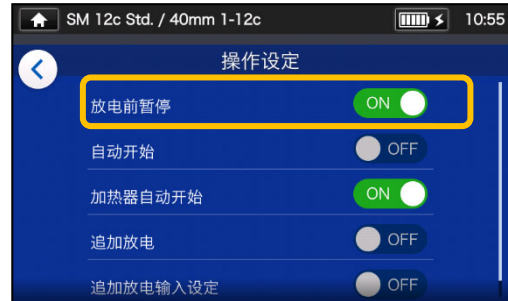 SM 12c Std. / 40mm 1-12c 10:55
操作设定
放电前暂停 ON
自动开始 OFF
加热器自动开始 ON
追加放电 OFF
追加放电输入设定 OFF